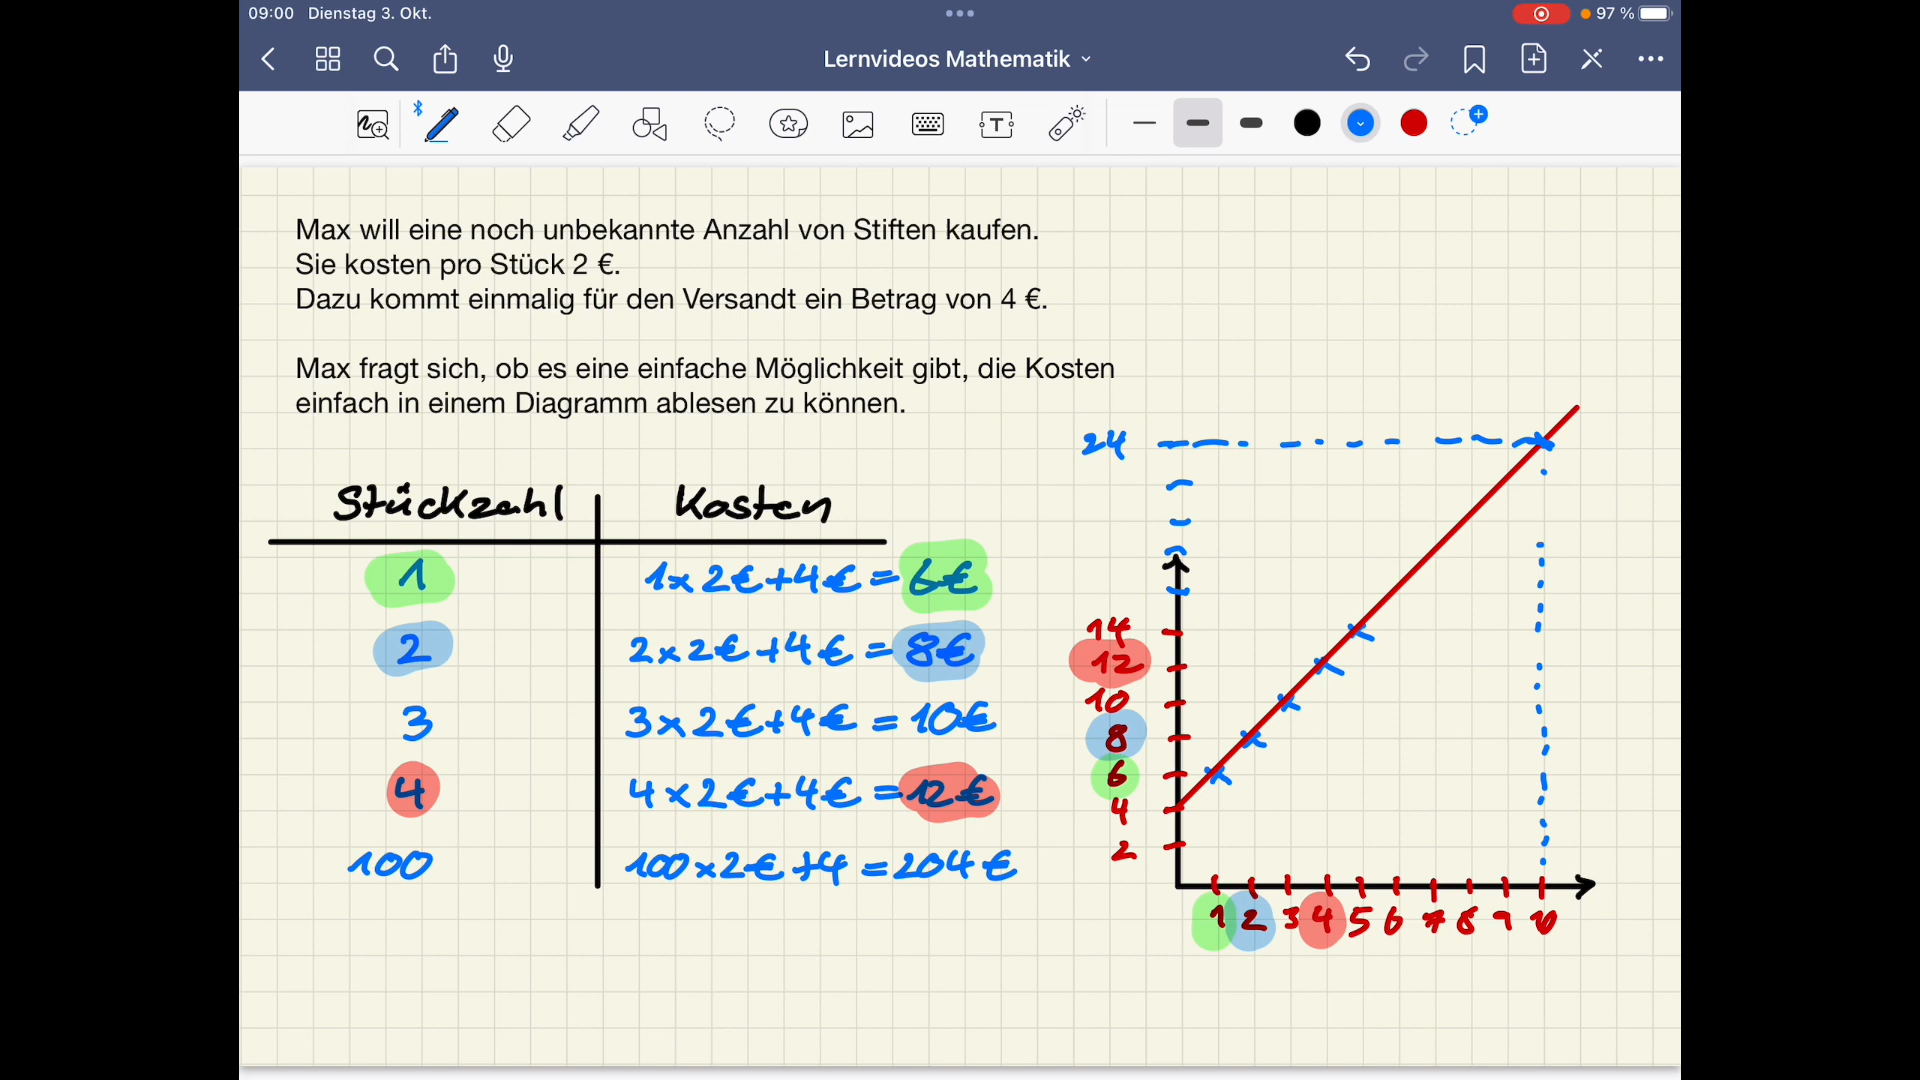 09:00 Dienstag 3. Okt.
97 %
Lernvideos Mathematik
Max will eine noch unbekannte Anzahl von Stiften kaufen.
Sie kosten pro Stück 2 €.
Dazu kommt einmalig für den Versandt ein Betrag von 4 €.
Max fragt sich, ob es eine einfache Möglichkeit gibt, die Kosten
einfach in einem Diagramm ablesen zu können.
Stückzahl Kosten
1 1x2€+4€=6€
2 2x2€+4€=8€
3 3x2€+4€=10€
4 4x2€+4€=12€
100 100x2€+4=204€
24
14
12
10
8
6
4
2
1 2 3 4 5 6 7 8 9 10